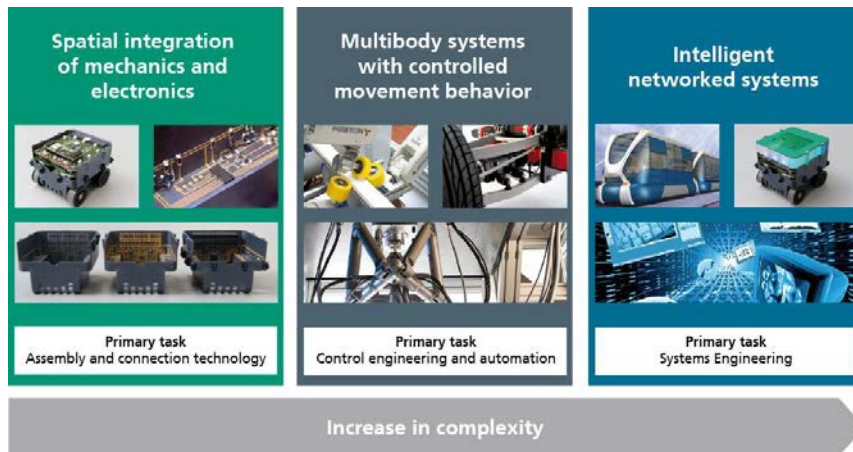 Spatial integration
of mechanics and
electronics
Primary task
Assembly and connection technology
Multibody systems
with controlled
movement behavior
Primary task
Control engineering and automation
Intelligent
networked systems
Primary task
Systems Engineering
Increase in complexity